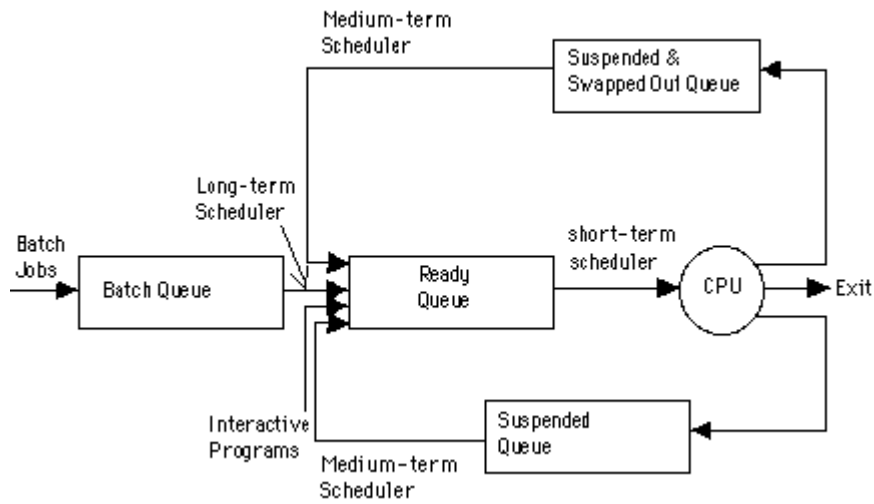 Medium-term
Scheduler
Suspended &
Swapped Out Queue
Long-term
Scheduler
Batch
Jobs
Batch Queue
Ready
Queue
short-term
scheduler
CPU
Exit
Interactive
Programs
Suspended
Queue
Medium-term
Scheduler